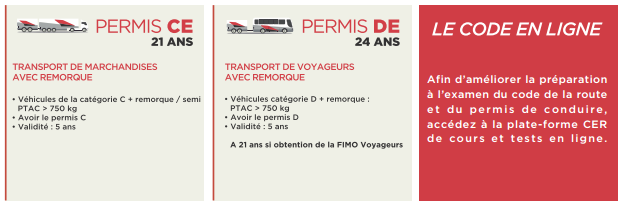 PERMIS CE
21 ANS
TRANSPORT DE MARCHANDISES
AVEC REMORQUE
• Véhicules de la catégorie C + remorque / semi
PTAC > 750 kg
• Avoir le permis C
• Validité : 5 ans
PERMIS DE
24 ANS
TRANSPORT DE VOYAGEURS
AVEC REMORQUE
• Véhicules catégorie D + remorque :
PTAC > 750 kg
• Avoir le permis D
• Validité : 5 ans
A 21 ans si obtention de la FIMO Voyageurs
LE CODE EN LIGNE
Afin d'améliorer la préparation
à l'examen du code de la route
et du permis de conduire,
accédez à la plate-forme CER
de cours et tests en ligne.